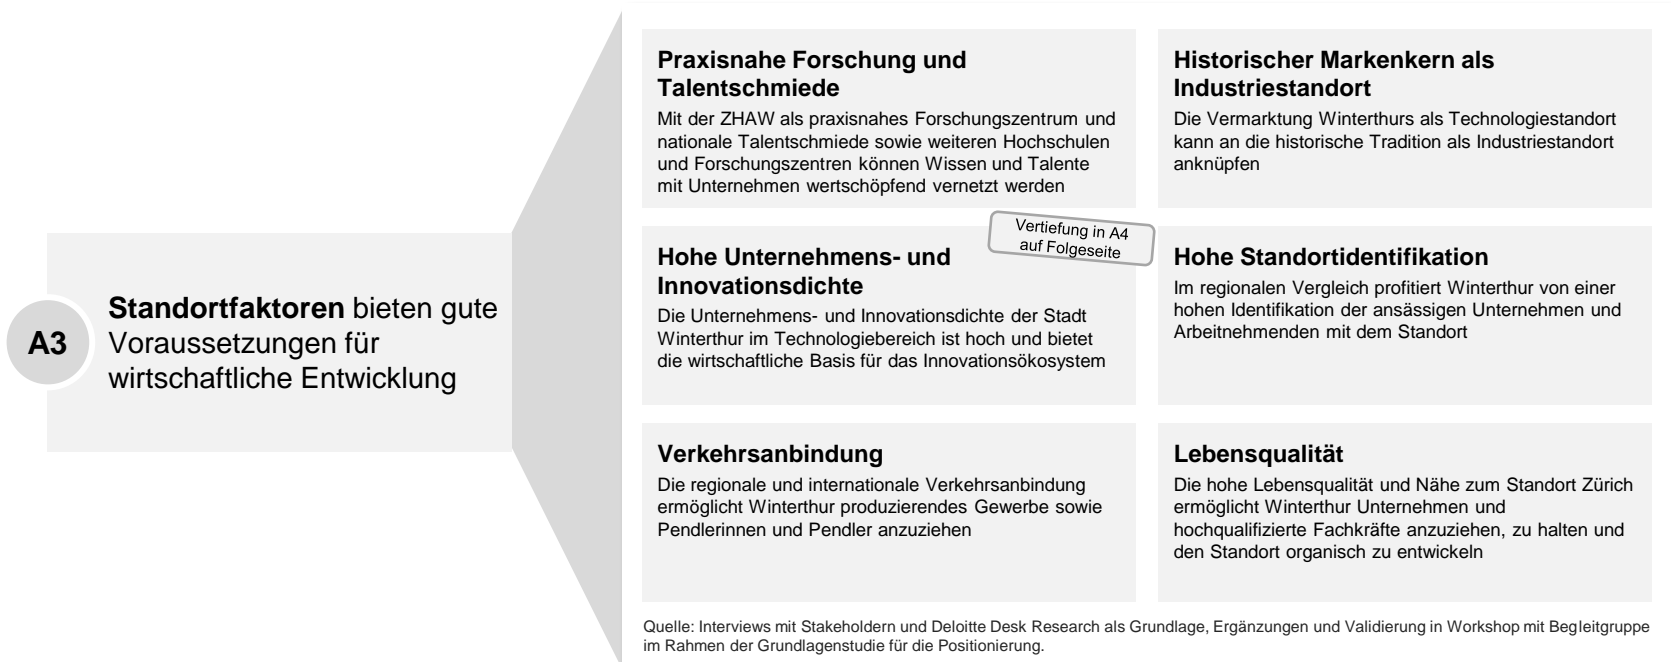 A3
Standortfaktoren bieten gute
Voraussetzungen für
wirtschaftliche Entwicklung
Praxisnahe Forschung und
Talentschmiede
Mit der ZHAW als praxisnahes Forschungszentrum und
nationale Talentschmiede sowie weiteren Hochschulen
und Forschungszentren können Wissen und Talente
mit Unternehmen wertschöpfend vernetzt werden
Historischer Markenkern als
Industriestandort
Die Vermarktung Winterthurs als Technologiestandort
kann an die historische Tradition als Industriestandort
anknüpfen
Vertiefung in A4
auf Folgeseite
Hohe Unternehmens- und
Innovationsdichte
Die Unternehmens- und Innovationsdichte der Stadt
Winterthur im Technologiebereich ist hoch und bietet
die wirtschaftliche Basis für das Innovationsökosystem
Hohe Standortidentifikation
Im regionalen Vergleich profitiert Winterthur von einer
hohen Identifikation der ansässigen Unternehmen und
Arbeitnehmenden mit dem Standort
Verkehrsanbindung
Die regionale und internationale Verkehrsanbindung
ermöglicht Winterthur produzierendes Gewerbe sowie
Pendlerinnen und Pendler anzuziehen
Lebensqualität
Die hohe Lebensqualität und Nähe zum Standort Zürich
ermöglicht Winterthur Unternehmen und
hochqualifizierte Fachkräfte anzuziehen, zu halten und
den Standort organisch zu entwickeln
Quelle: Interviews mit Stakeholdern und Deloitte Desk Research als Grundlage, Ergänzungen und Validierung in Workshop mit Begleitgruppe
im Rahmen der Grundlagenstudie für die Positionierung.